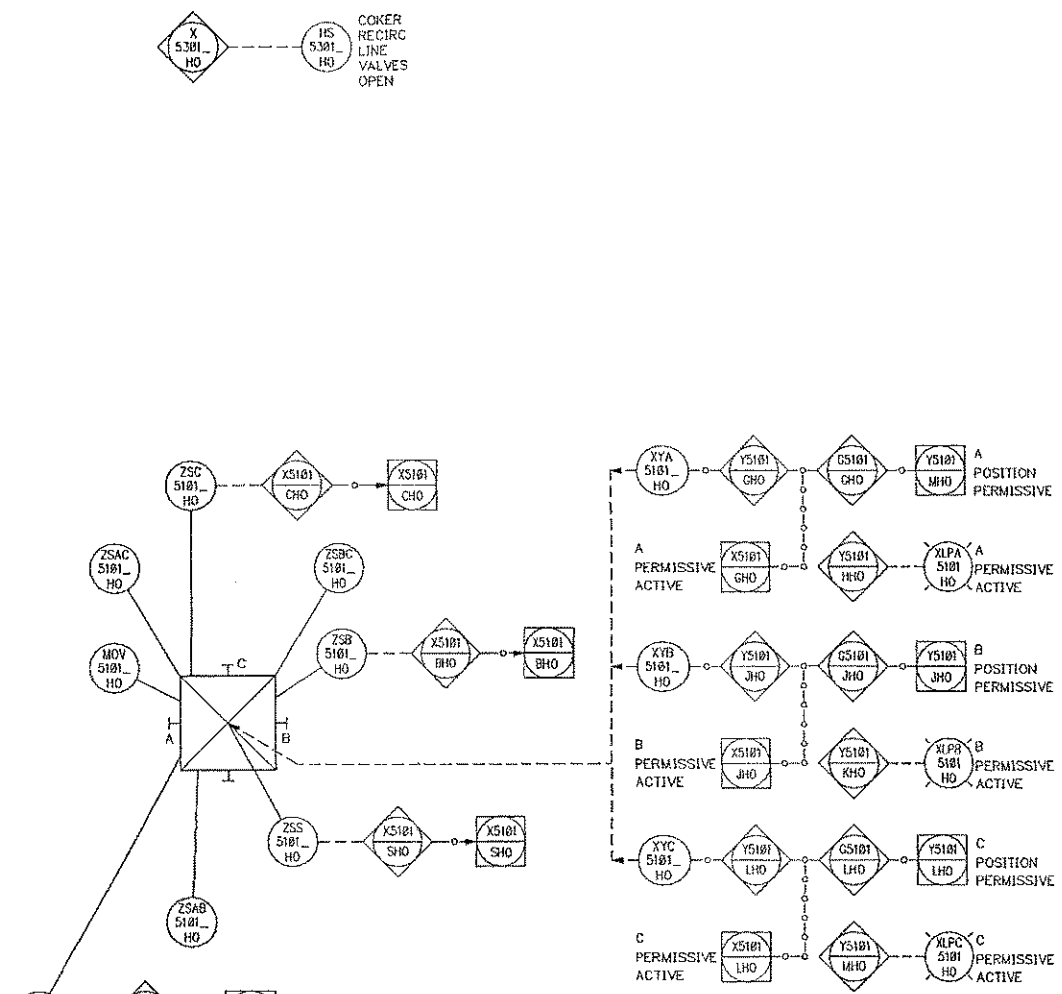 X
5301_
HO
HS
5301_
HO
COKER
RECIRC
LINE
VALVES
OPEN
ZSC
5101_
HO
X5101
CHO
X5101
CHO
ZSAC
5101_
HO
ZSBC
5101_
HO
MOV
5101_
HO
ZSB
5101_
HO
X5101
BHO
X5101
BHO
C
A
B
ZSS
5101_
HO
X5101
SHO
X5101
SHO
ZSAB
5101_
HO
XYA
5101_
HO
Y5101
GHO
G5101
GHO
Y5101
MHO
A
POSITION
PERMISSIVE
A
PERMISSIVE
ACTIVE
X5101
GHO
Y5101
HHO
XLPA
5101
HO
A
PERMISSIVE
ACTIVE
XYB
5101_
HO
Y5101
JHO
G5101
JHO
Y5101
JHO
B
POSITION
PERMISSIVE
B
PERMISSIVE
ACTIVE
X5101
JHO
Y5101
KHO
XLPB
5101
HO
B
PERMISSIVE
ACTIVE
XYC
5101_
HO
Y5101
LHO
G5101
LHO
Y5101
LHO
C
POSITION
PERMISSIVE
C
PERMISSIVE
ACTIVE
X5101
LHO
Y5101
MHO
XLPC
5101
HO
C
PERMISSIVE
ACTIVE